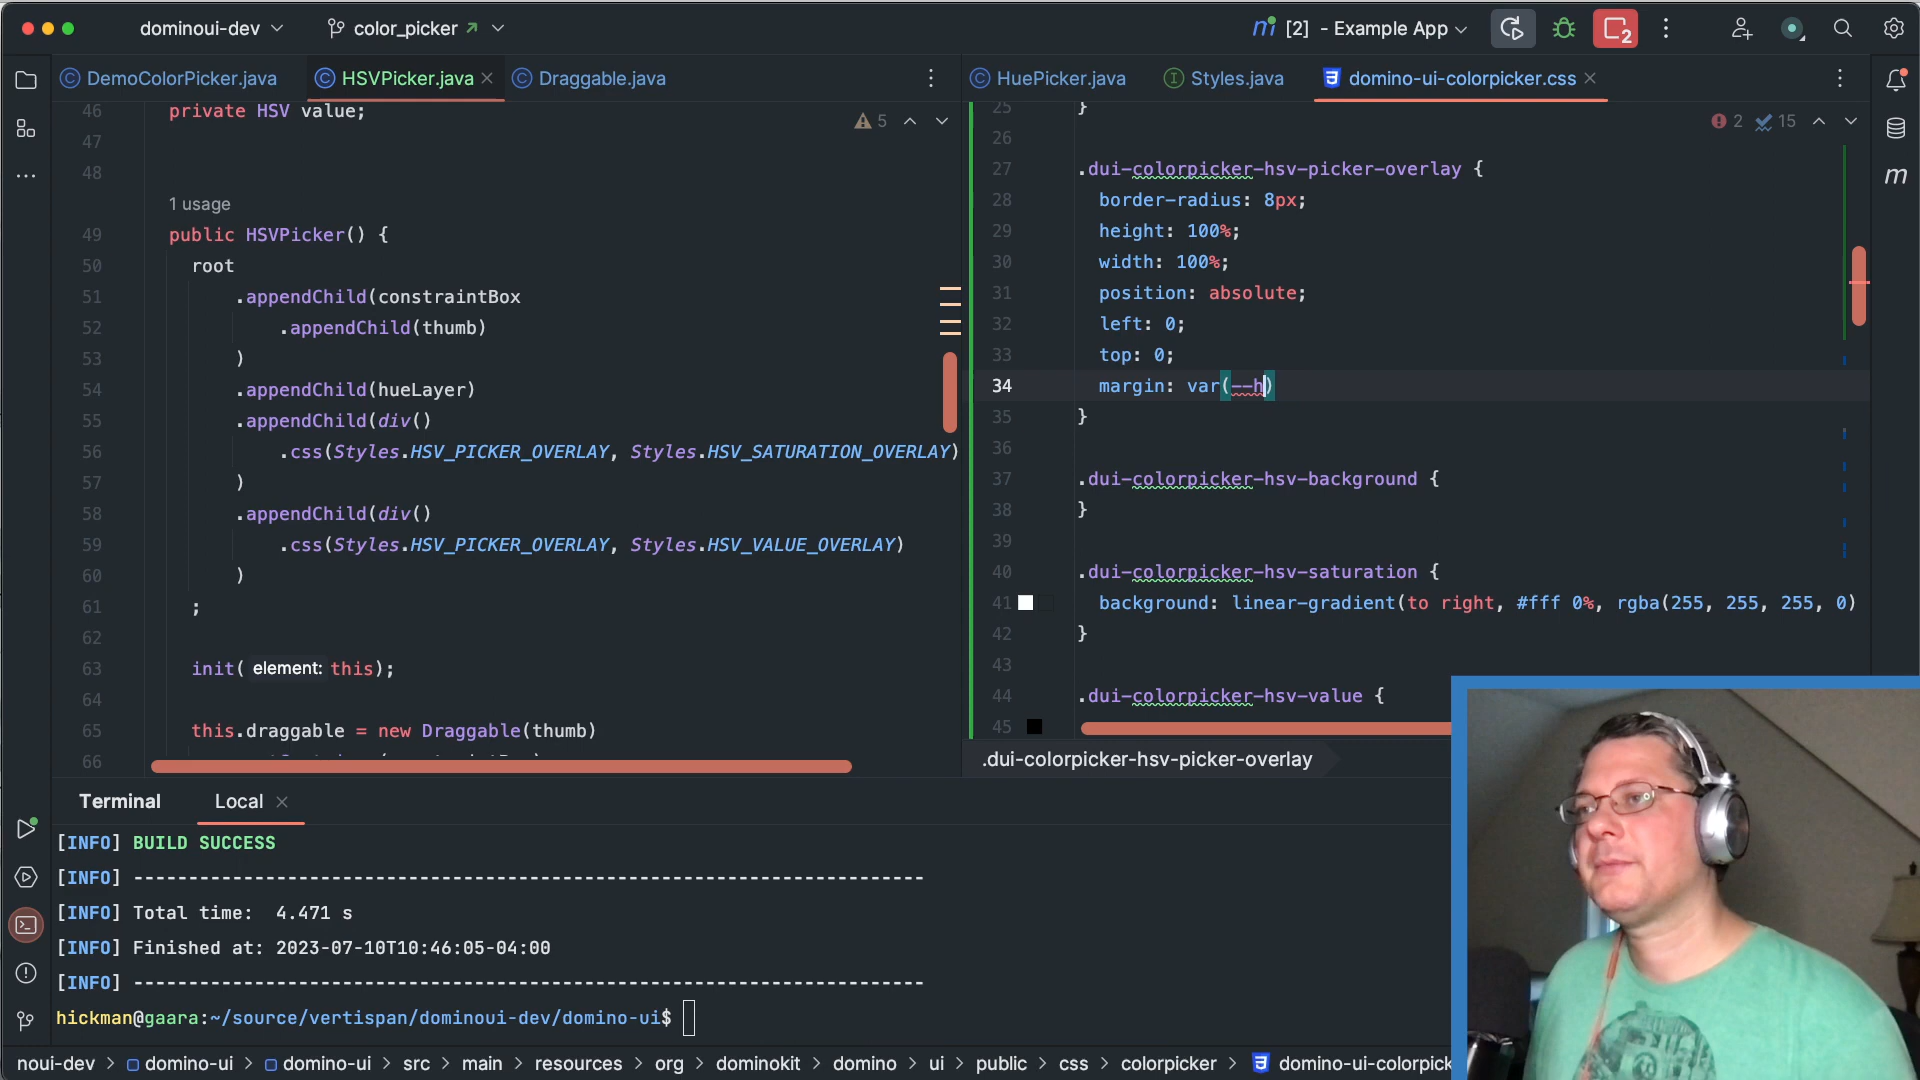 dominoui-dev
color_picker
[2] - Example App
2
DemoColorPicker.java
HSVPicker.java
Draggable.java
46 private HSV value;
5
47
48
1 usage
49 public HSVPicker() {
50 root
51 .appendChild(constraintBox
52 .appendChild(thumb)
53 )
54 .appendChild(hueLayer)
55 .appendChild(div()
56 .css(Styles.HSV_PICKER_OVERLAY, Styles.HSV_SATURATION_OVERLAY)
57 )
58 .appendChild(div()
59 .css(Styles.HSV_PICKER_OVERLAY, Styles.HSV_VALUE_OVERLAY)
60 )
61 ;
62
63 init( element: this);
64
65 this.draggable = new Draggable(thumb)
66
HuePicker.java
Styles.java
domino-ui-colorpicker.css
25 }
2 15
26
27 .dui-colorpicker-hsv-picker-overlay {
28 border-radius: 8px;
29 height: 100%;
30 width: 100%;
31 position: absolute;
32 left: 0;
33 top: 0;
34 margin: var(--h)
35 }
36
37 .dui-colorpicker-hsv-background {
38 }
39
40 .dui-colorpicker-hsv-saturation {
41 background: linear-gradient(to right, #fff 0%, rgba(255, 255, 255, 0)
42 }
43
44 .dui-colorpicker-hsv-value {
45
.dui-colorpicker-hsv-picker-overlay
m
Terminal
Local
[INFO] BUILD SUCCESS
[INFO] ------------------------------------------------------------------------
[INFO] Total time:  4.471 s
[INFO] Finished at: 2023-07-10T10:46:05-04:00
[INFO] ------------------------------------------------------------------------
hickman@gaara:~/source/vertispan/dominoui-dev/domino-ui$
noui-dev > domino-ui > domino-ui > src > main > resources > org > dominokit > domino > ui > public > css > colorpicker > domino-ui-colorpick